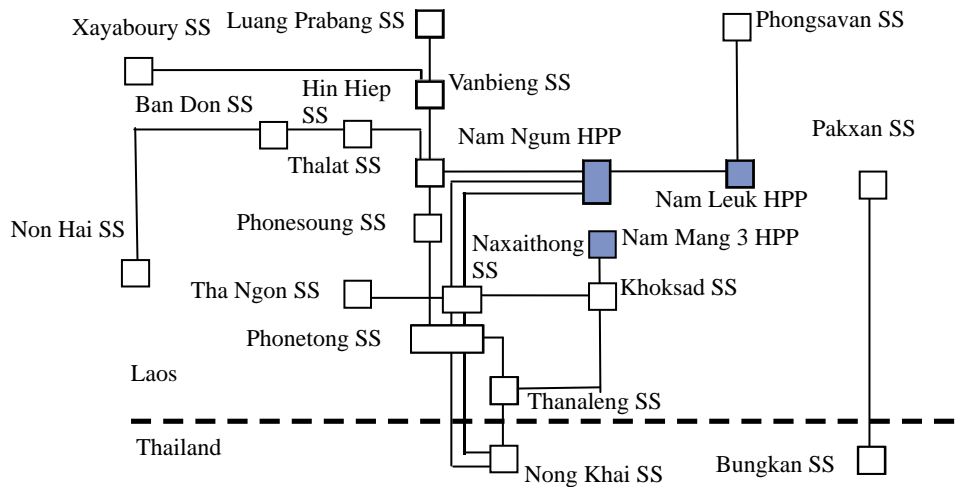 Luang Prabang SS
Phongsavan SS
Xayaboury SS
Vanbieng SS
Hin Hiep
SS
Ban Don SS
Pakxan SS
Nam Ngum HPP
Thalat SS
Nam Leuk HPP
Phonesoung SS
Non Hai SS
Naxaithong
SS
Nam Mang 3 HPP
Tha Ngon SS
Khoksad SS
Phonetong SS
Laos
Thanaleng SS
Thailand
Nong Khai SS
Bungkan SS